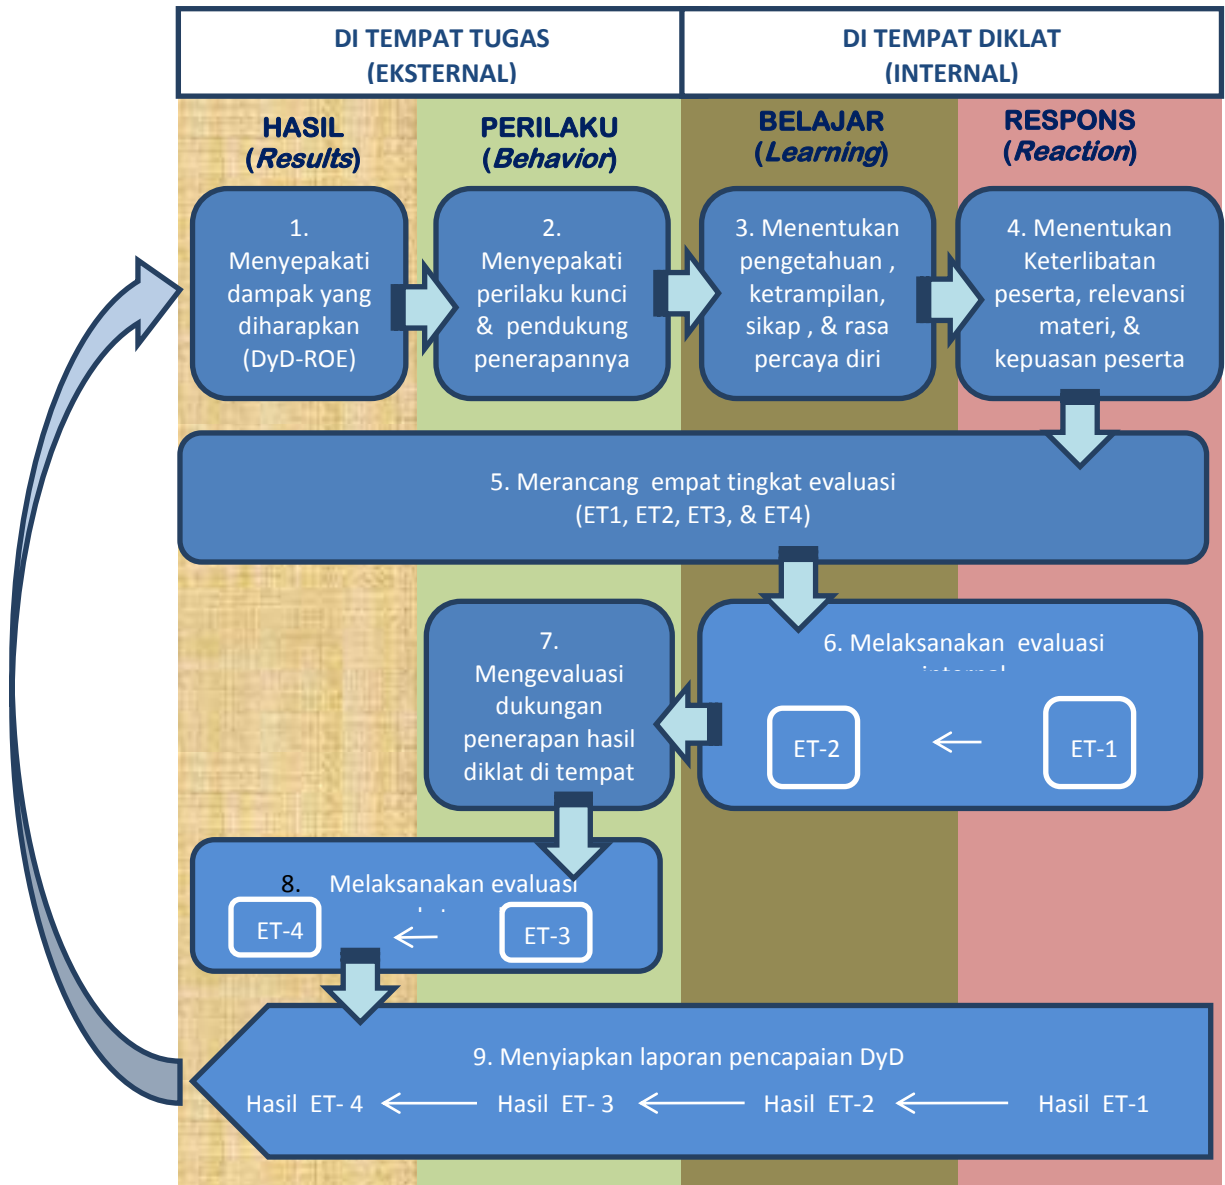 DI TEMPAT TUGAS
(EKSTERNAL)
DI TEMPAT DIKLAT
(INTERNAL)
HASIL
(Results)
PERILAKU
(Behavior)
BELAJAR
(Learning)
RESPONS
(Reaction)
1.
Menyepakati
dampak yang
diharapkan
(DyD-ROE)
2.
Menyepakati
perilaku kunci
& pendukung
penerapannya
3. Menentukan
pengetahuan ,
ketrampilan,
sikap , & rasa
percaya diri
4. Menentukan
Keterlibatan
peserta, relevansi
materi, &
kepuasan peserta
5. Merancang empat tingkat evaluasi
(ET1, ET2, ET3, & ET4)
6. Melaksanakan evaluasi
ET-2
ET-1
7.
Mengevaluasi
dukungan
penerapan hasil
diklat di tempat
8. Melaksanakan evaluasi
ET-4
ET-3
9. Menyiapkan laporan pencapaian DyD
Hasil ET- 4
Hasil ET- 3
Hasil ET-2
Hasil ET-1